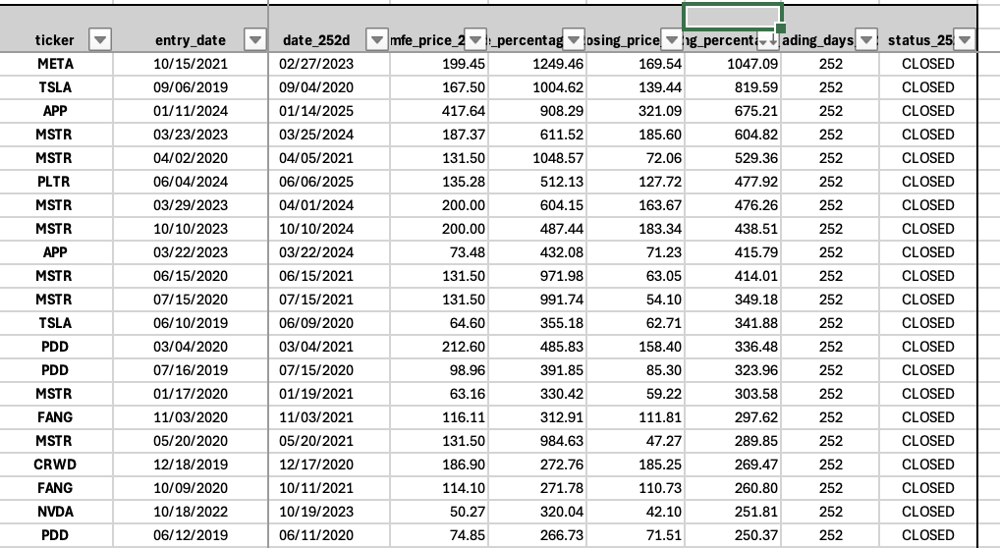 ticker entry_date date_252d mfe_price_2 e_percentag osing_price_ ng_percenta ading_days_ status_25
META 10/15/2021 02/27/2023 199.45 1249.46 169.54 1047.09 252 CLOSED
TSLA 09/06/2019 09/04/2020 167.50 1004.62 139.44 819.59 252 CLOSED
APP 01/11/2024 01/14/2025 417.64 908.29 321.09 675.21 252 CLOSED
MSTR 03/23/2023 03/25/2024 187.37 611.52 185.60 604.82 252 CLOSED
MSTR 04/02/2020 04/05/2021 131.50 1048.57 72.06 529.36 252 CLOSED
PLTR 06/04/2024 06/06/2025 135.28 512.13 127.72 477.92 252 CLOSED
MSTR 03/29/2023 04/01/2024 200.00 604.15 163.67 476.26 252 CLOSED
MSTR 10/10/2023 10/10/2024 200.00 487.44 183.34 438.51 252 CLOSED
APP 03/22/2023 03/22/2024 73.48 432.08 71.23 415.79 252 CLOSED
MSTR 06/15/2020 06/15/2021 131.50 971.98 63.05 414.01 252 CLOSED
MSTR 07/15/2020 07/15/2021 131.50 991.74 54.10 349.18 252 CLOSED
TSLA 06/10/2019 06/09/2020 64.60 355.18 62.71 341.88 252 CLOSED
PDD 03/04/2020 03/04/2021 212.60 485.83 158.40 336.48 252 CLOSED
PDD 07/16/2019 07/15/2020 98.96 391.85 85.30 323.96 252 CLOSED
MSTR 01/17/2020 01/19/2021 63.16 330.42 59.22 303.58 252 CLOSED
FANG 11/03/2020 11/03/2021 116.11 312.91 111.81 297.62 252 CLOSED
MSTR 05/20/2020 05/20/2021 131.50 984.63 47.27 289.85 252 CLOSED
CRWD 12/18/2019 12/17/2020 186.90 272.76 185.25 269.47 252 CLOSED
FANG 10/09/2020 10/11/2021 114.10 271.78 110.73 260.80 252 CLOSED
NVDA 10/18/2022 10/19/2023 50.27 320.04 42.10 251.81 252 CLOSED
PDD 06/12/2019 06/11/2020 74.85 266.73 71.51 250.37 252 CLOSED